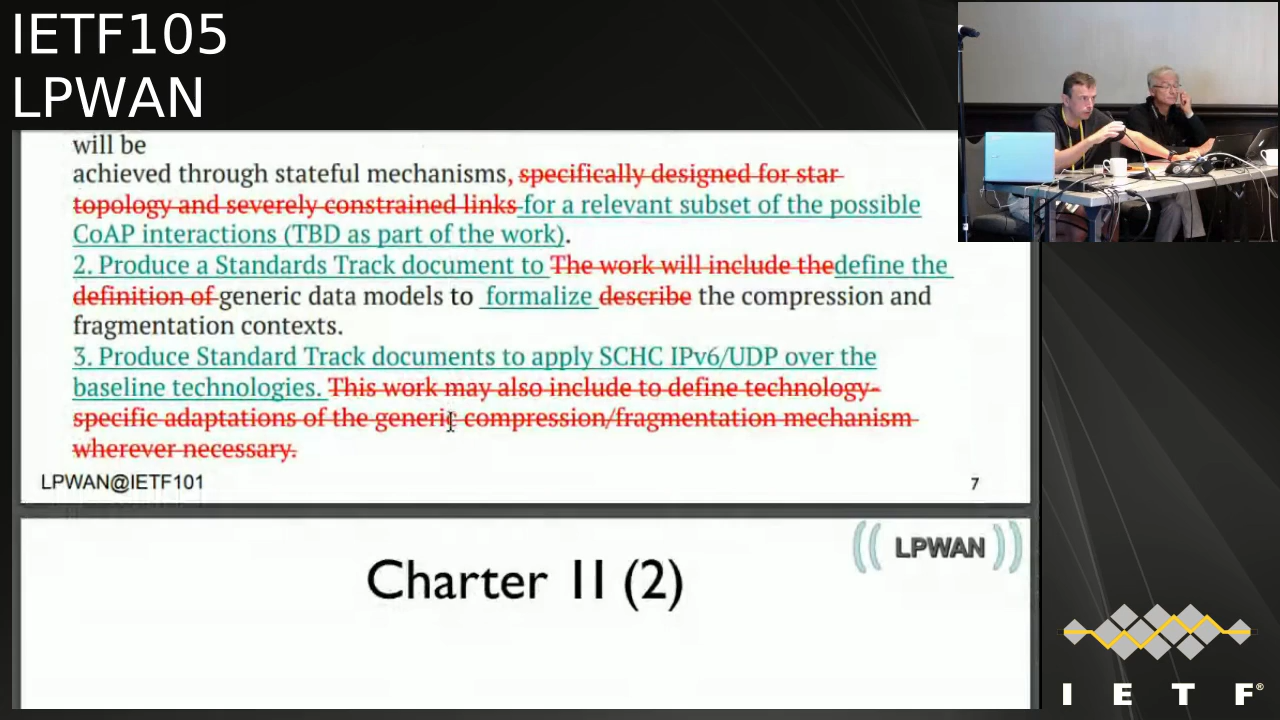 IETF105
LPWAN
will be
achieved through stateful mechanisms, specifically designed for star
topology and severely constrained links for a relevant subset of the possible
CoAP interactions (TBD as part of the work).
2. Produce a Standards Track document to The work will include thedefine the
definition of generic data models to formalize describe the compression and
fragmentation contexts.
3. Produce Standard Track documents to apply SCHC IPv6/UDP over the
baseline technologies. This work may also include to define technology-
specific adaptations of the generic compression/fragmentation mechanism
wherever necessary.
LPWAN@IETF101 7
LPWAN
Charter II (2)
I E T F®